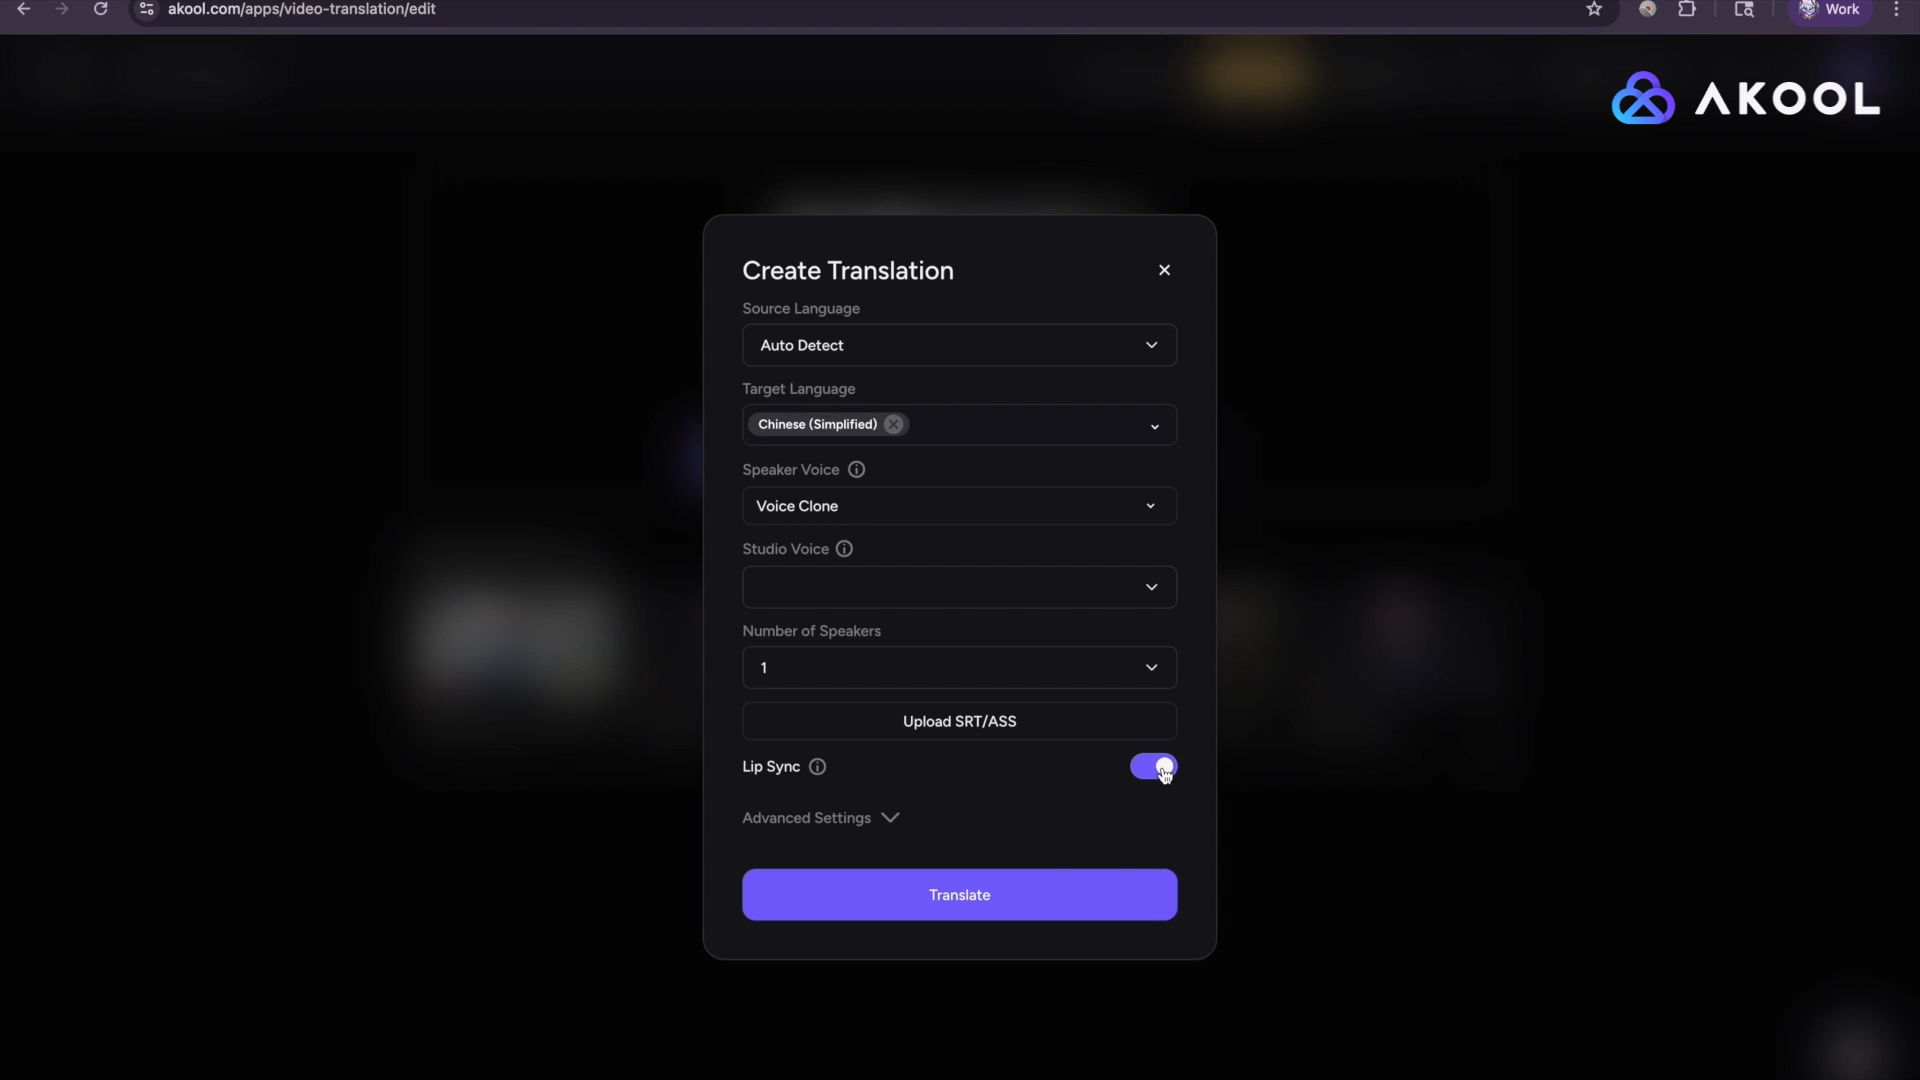 akool.com/apps/video-translation/edit
Work
AKOOL
Create Translation
Source Language
Auto Detect
Target Language
Chinese (Simplified)
Speaker Voice
Voice Clone
Studio Voice
Number of Speakers
1
Upload SRT/ASS
Lip Sync
Advanced Settings
Translate